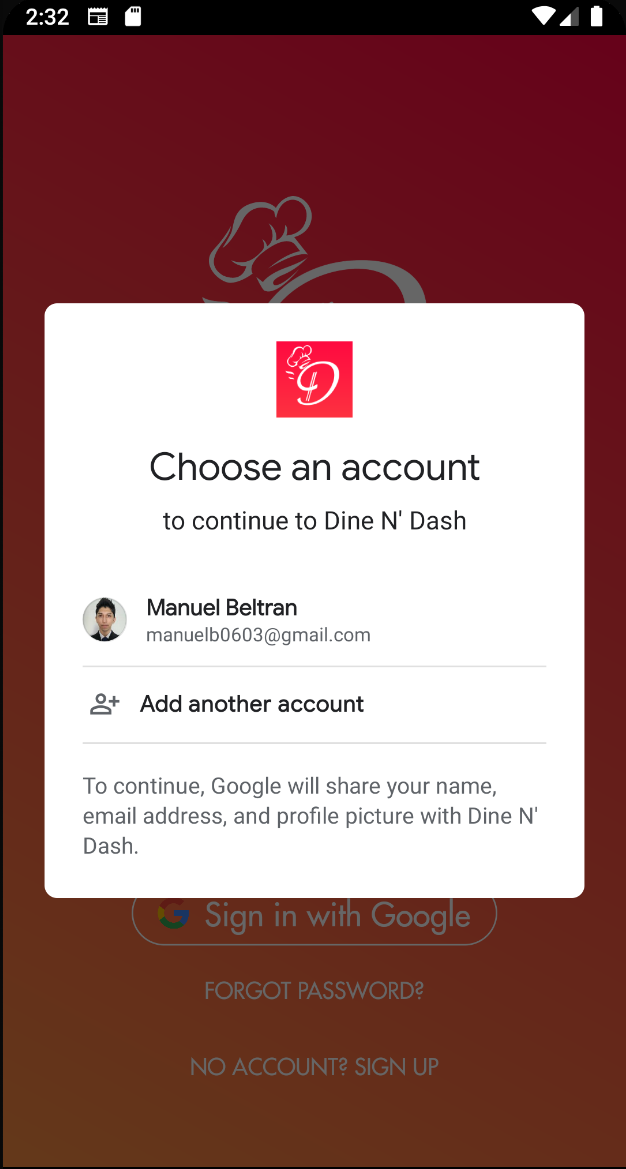 2:32
D
Choose an account
to continue to Dine N' Dash
Manuel Beltran
manuelb0603@gmail.com
Add another account
To continue, Google will share your name,
email address, and profile picture with Dine N'
Dash.
Sign in with Google
FORGOT PASSWORD?
NO ACCOUNT? SIGN UP